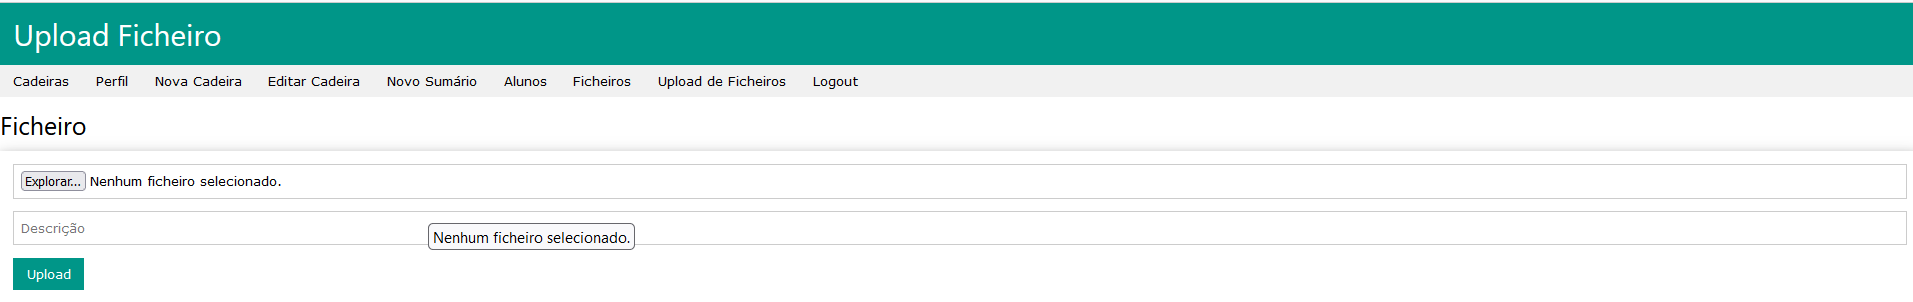 Upload Ficheiro
Cadeiras Perfil Nova Cadeira Editar Cadeira Novo Sumário Alunos Ficheiros Upload de Ficheiros Logout
Ficheiro
Explorar... Nenhum ficheiro selecionado.
Descrição
Nenhum ficheiro selecionado.
Upload